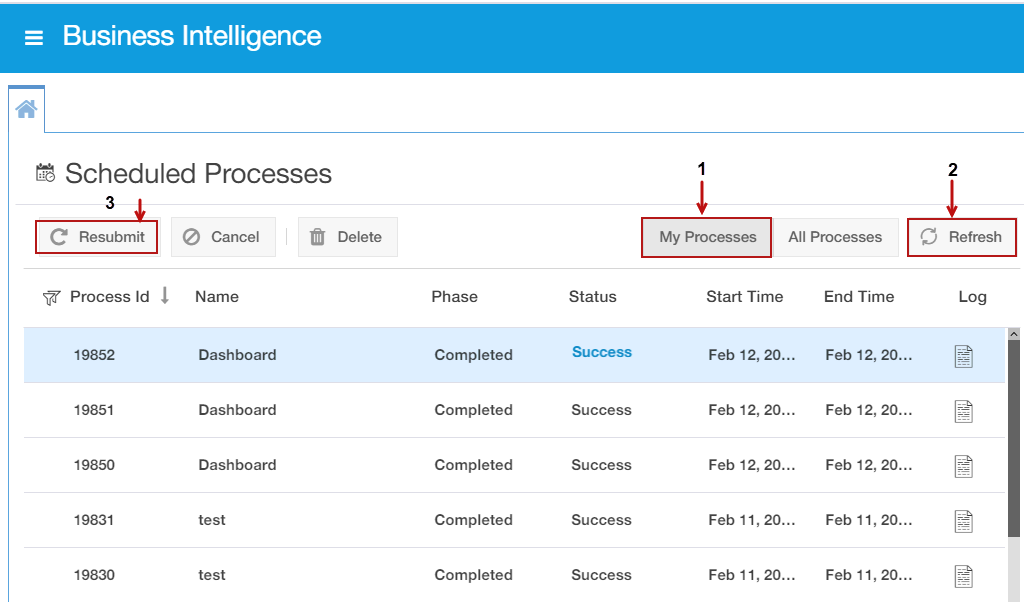 Business Intelligence
Scheduled Processes
1
2
3
Resubmit Cancel Delete My Processes All Processes Refresh
Process Id Name Phase Status Start Time End Time Log
19852 Dashboard Completed Success Feb 12, 20... Feb 12, 20...
19851 Dashboard Completed Success Feb 12, 20... Feb 12, 20...
19850 Dashboard Completed Success Feb 12, 20... Feb 12, 20...
19831 test Completed Success Feb 11, 20... Feb 11, 20...
19830 test Completed Success Feb 11, 20... Feb 11, 20...